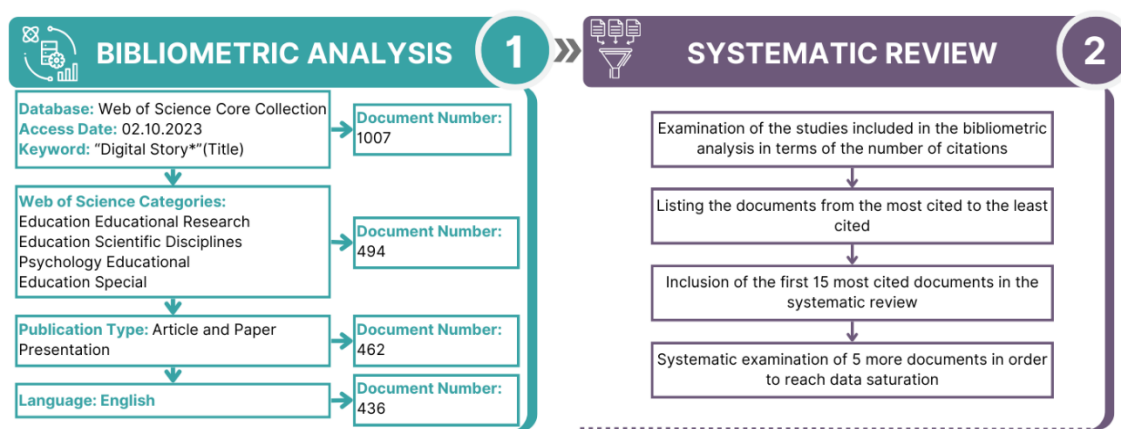 BIBLIOMETRIC ANALYSIS
1
Database: Web of Science Core Collection
Access Date: 02.10.2023
Keyword: “Digital Story*”(Title)
Document Number:
1007
Web of Science Categories:
Education Educational Research
Education Scientific Disciplines
Psychology Educational
Education Special
Document Number:
494
Publication Type: Article and Paper
Presentation
Document Number:
462
Language: English
Document Number:
436
SYSTEMATIC REVIEW
2
Examination of the studies included in the bibliometric
analysis in terms of the number of citations
Listing the documents from the most cited to the least
cited
Inclusion of the first 15 most cited documents in the
systematic review
Systematic examination of 5 more documents in order
to reach data saturation